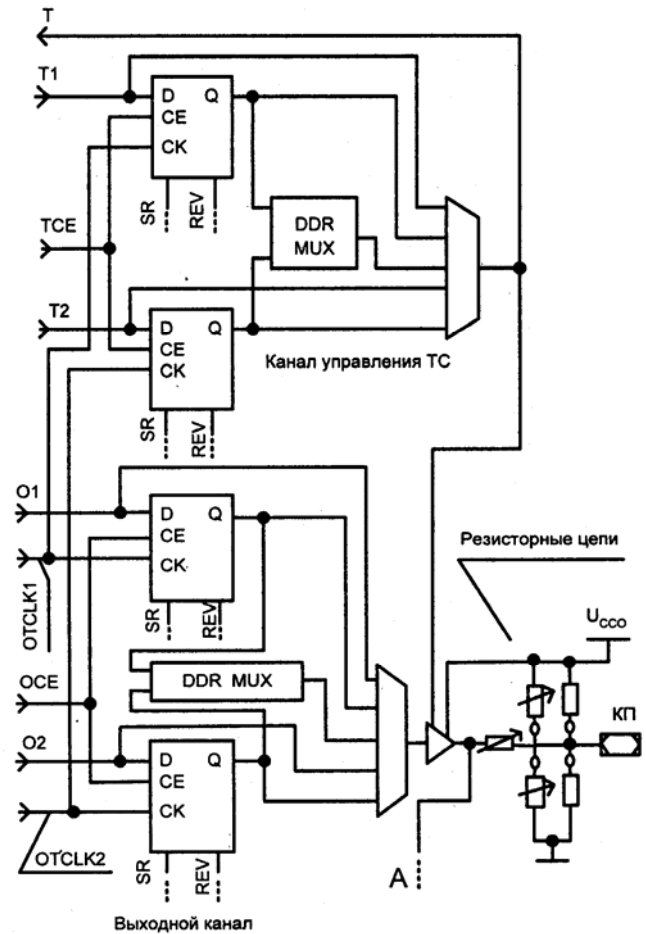 T
T1
D Q
CE
CK
SR
REV
TCE
DDR
MUX
T2
D Q
CE
CK
Канал управления ТС
SR
REV
O1
D Q
CE
CK
Резисторные цепи
OTCLK1
SR
REV
UCCO
OCE
DDR MUX
КП
O2
D Q
CE
CK
OTCLK2
SR
REV
A
Выходной канал